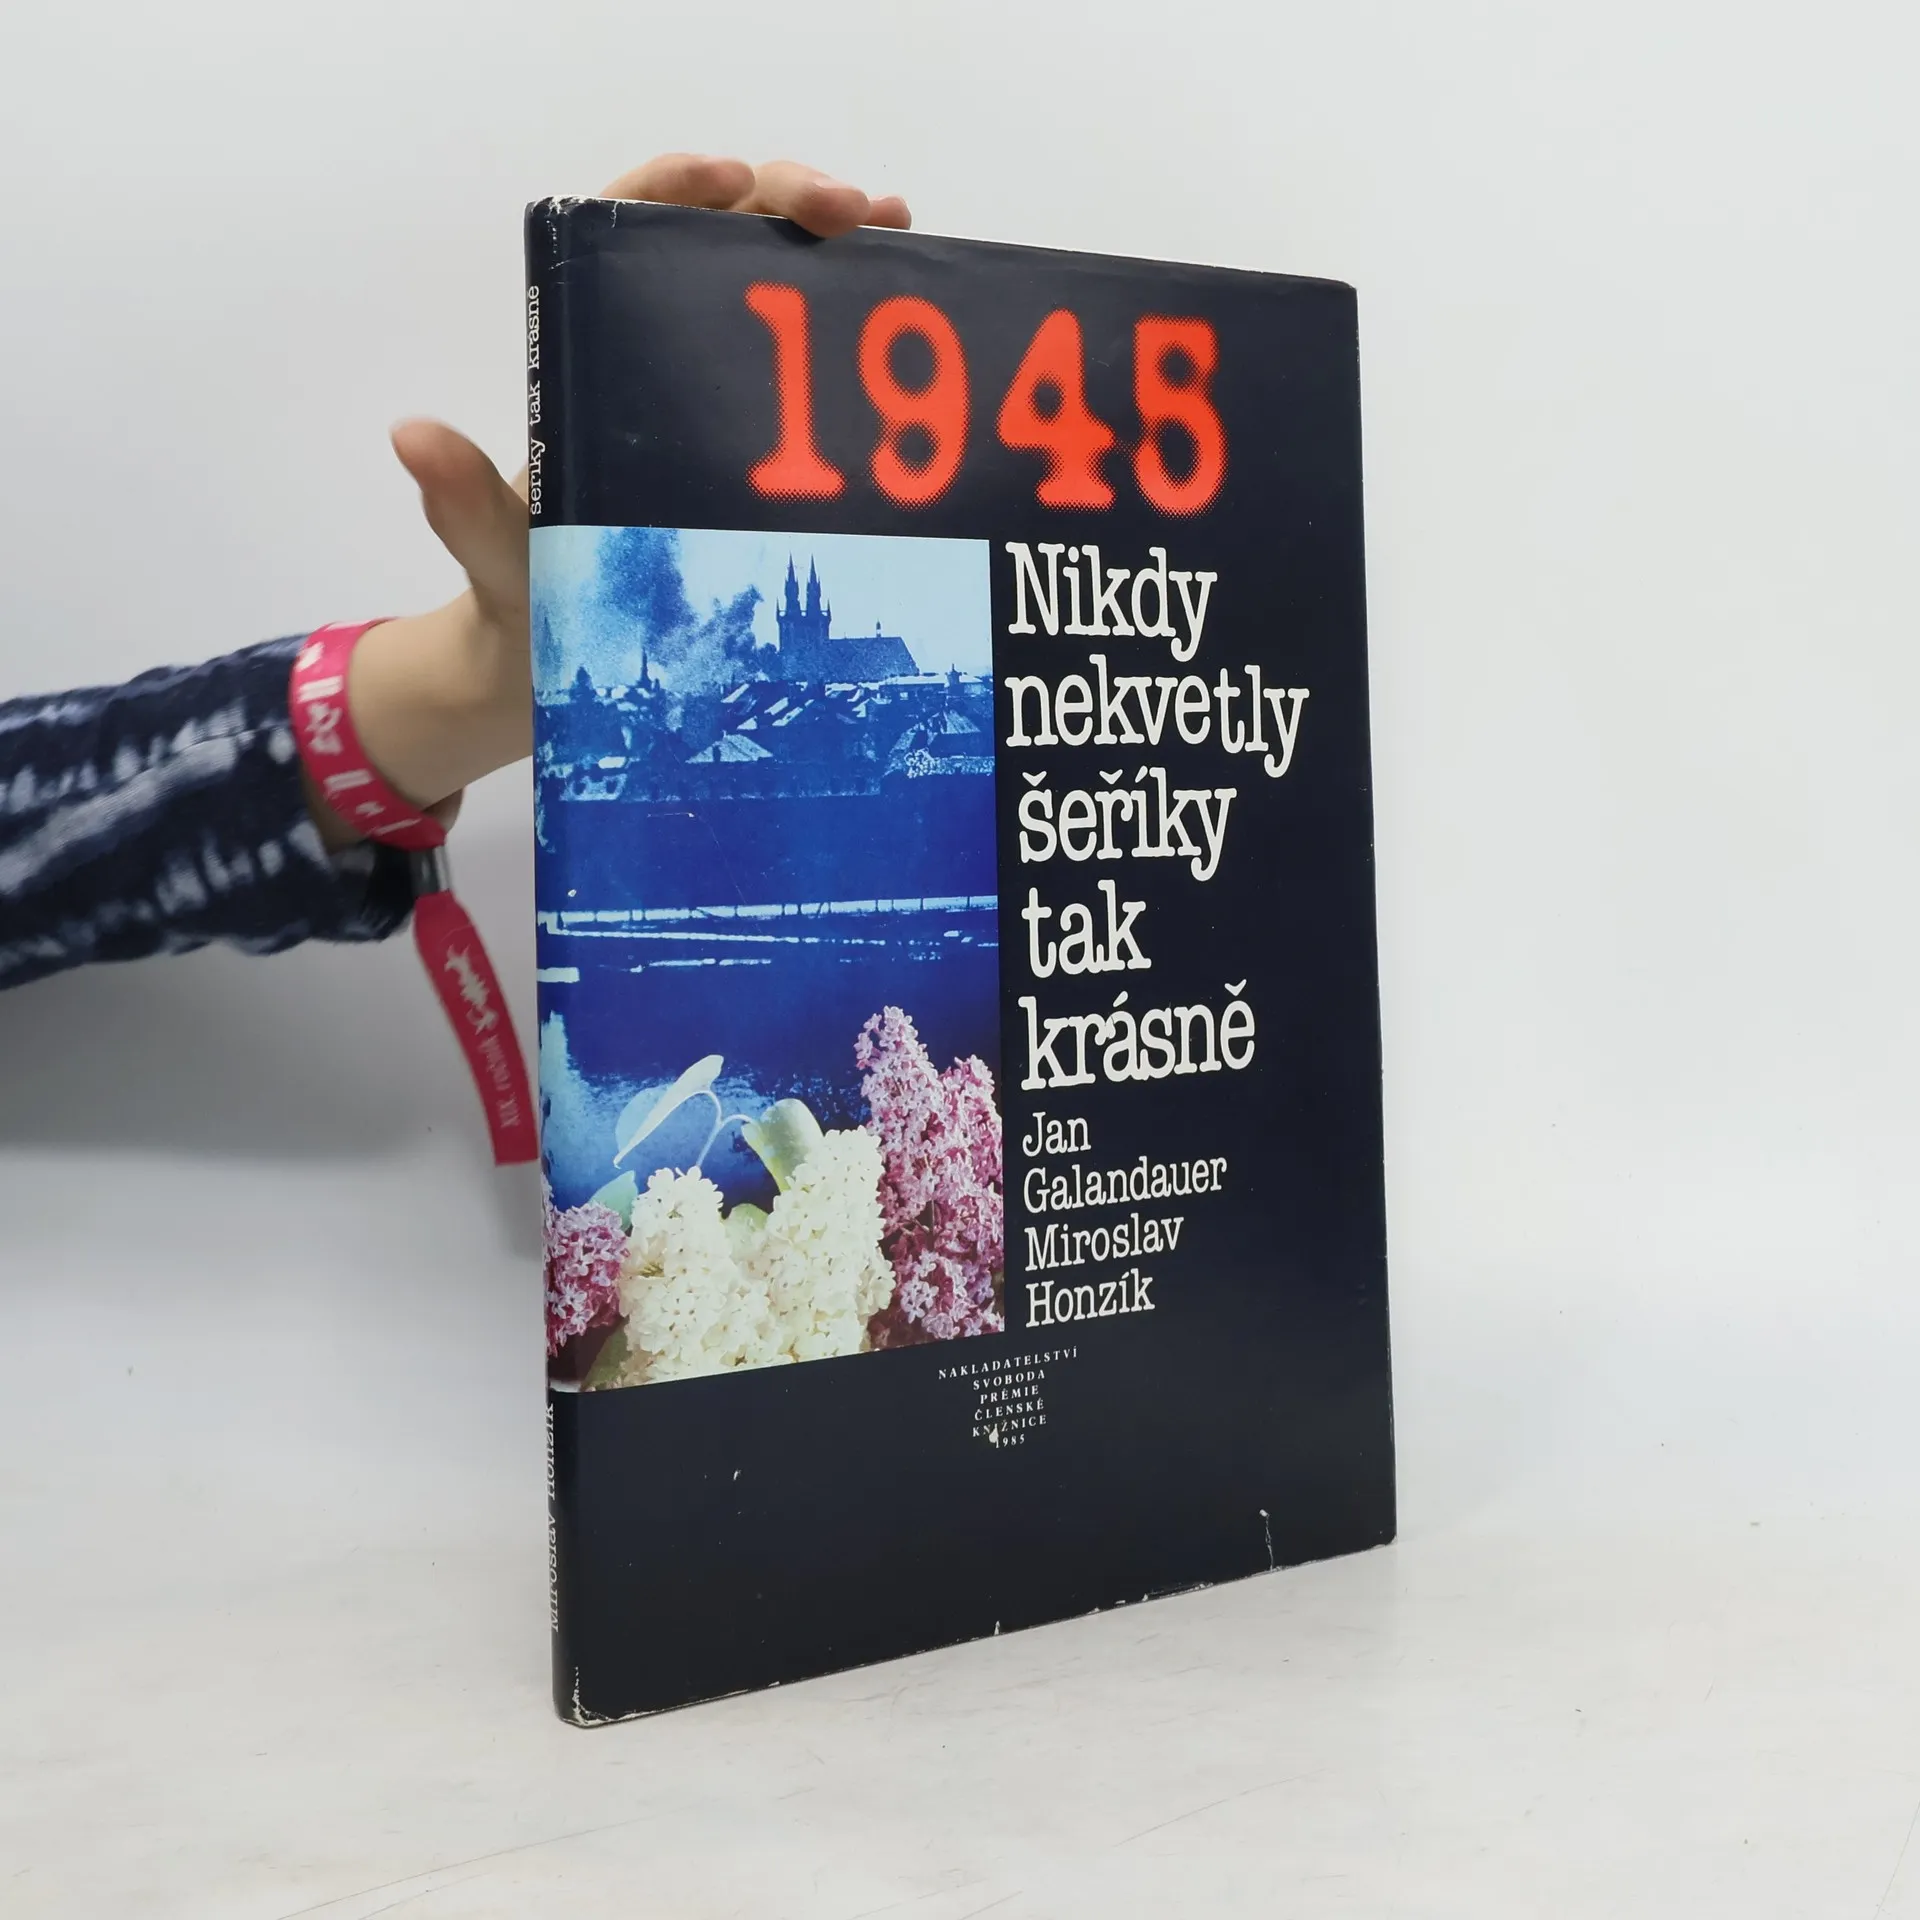 1945
Nikdy
nekvetly
šeříky
tak
krásně
Jan
Galandauer
Miroslav
Honzík
NAKLADATELSTVÍ
SVOBODA
PRÉMIE
ČLENSKÉ
KNIŽNICE
1985
šeříky tak krásně
Miroslav Honzík